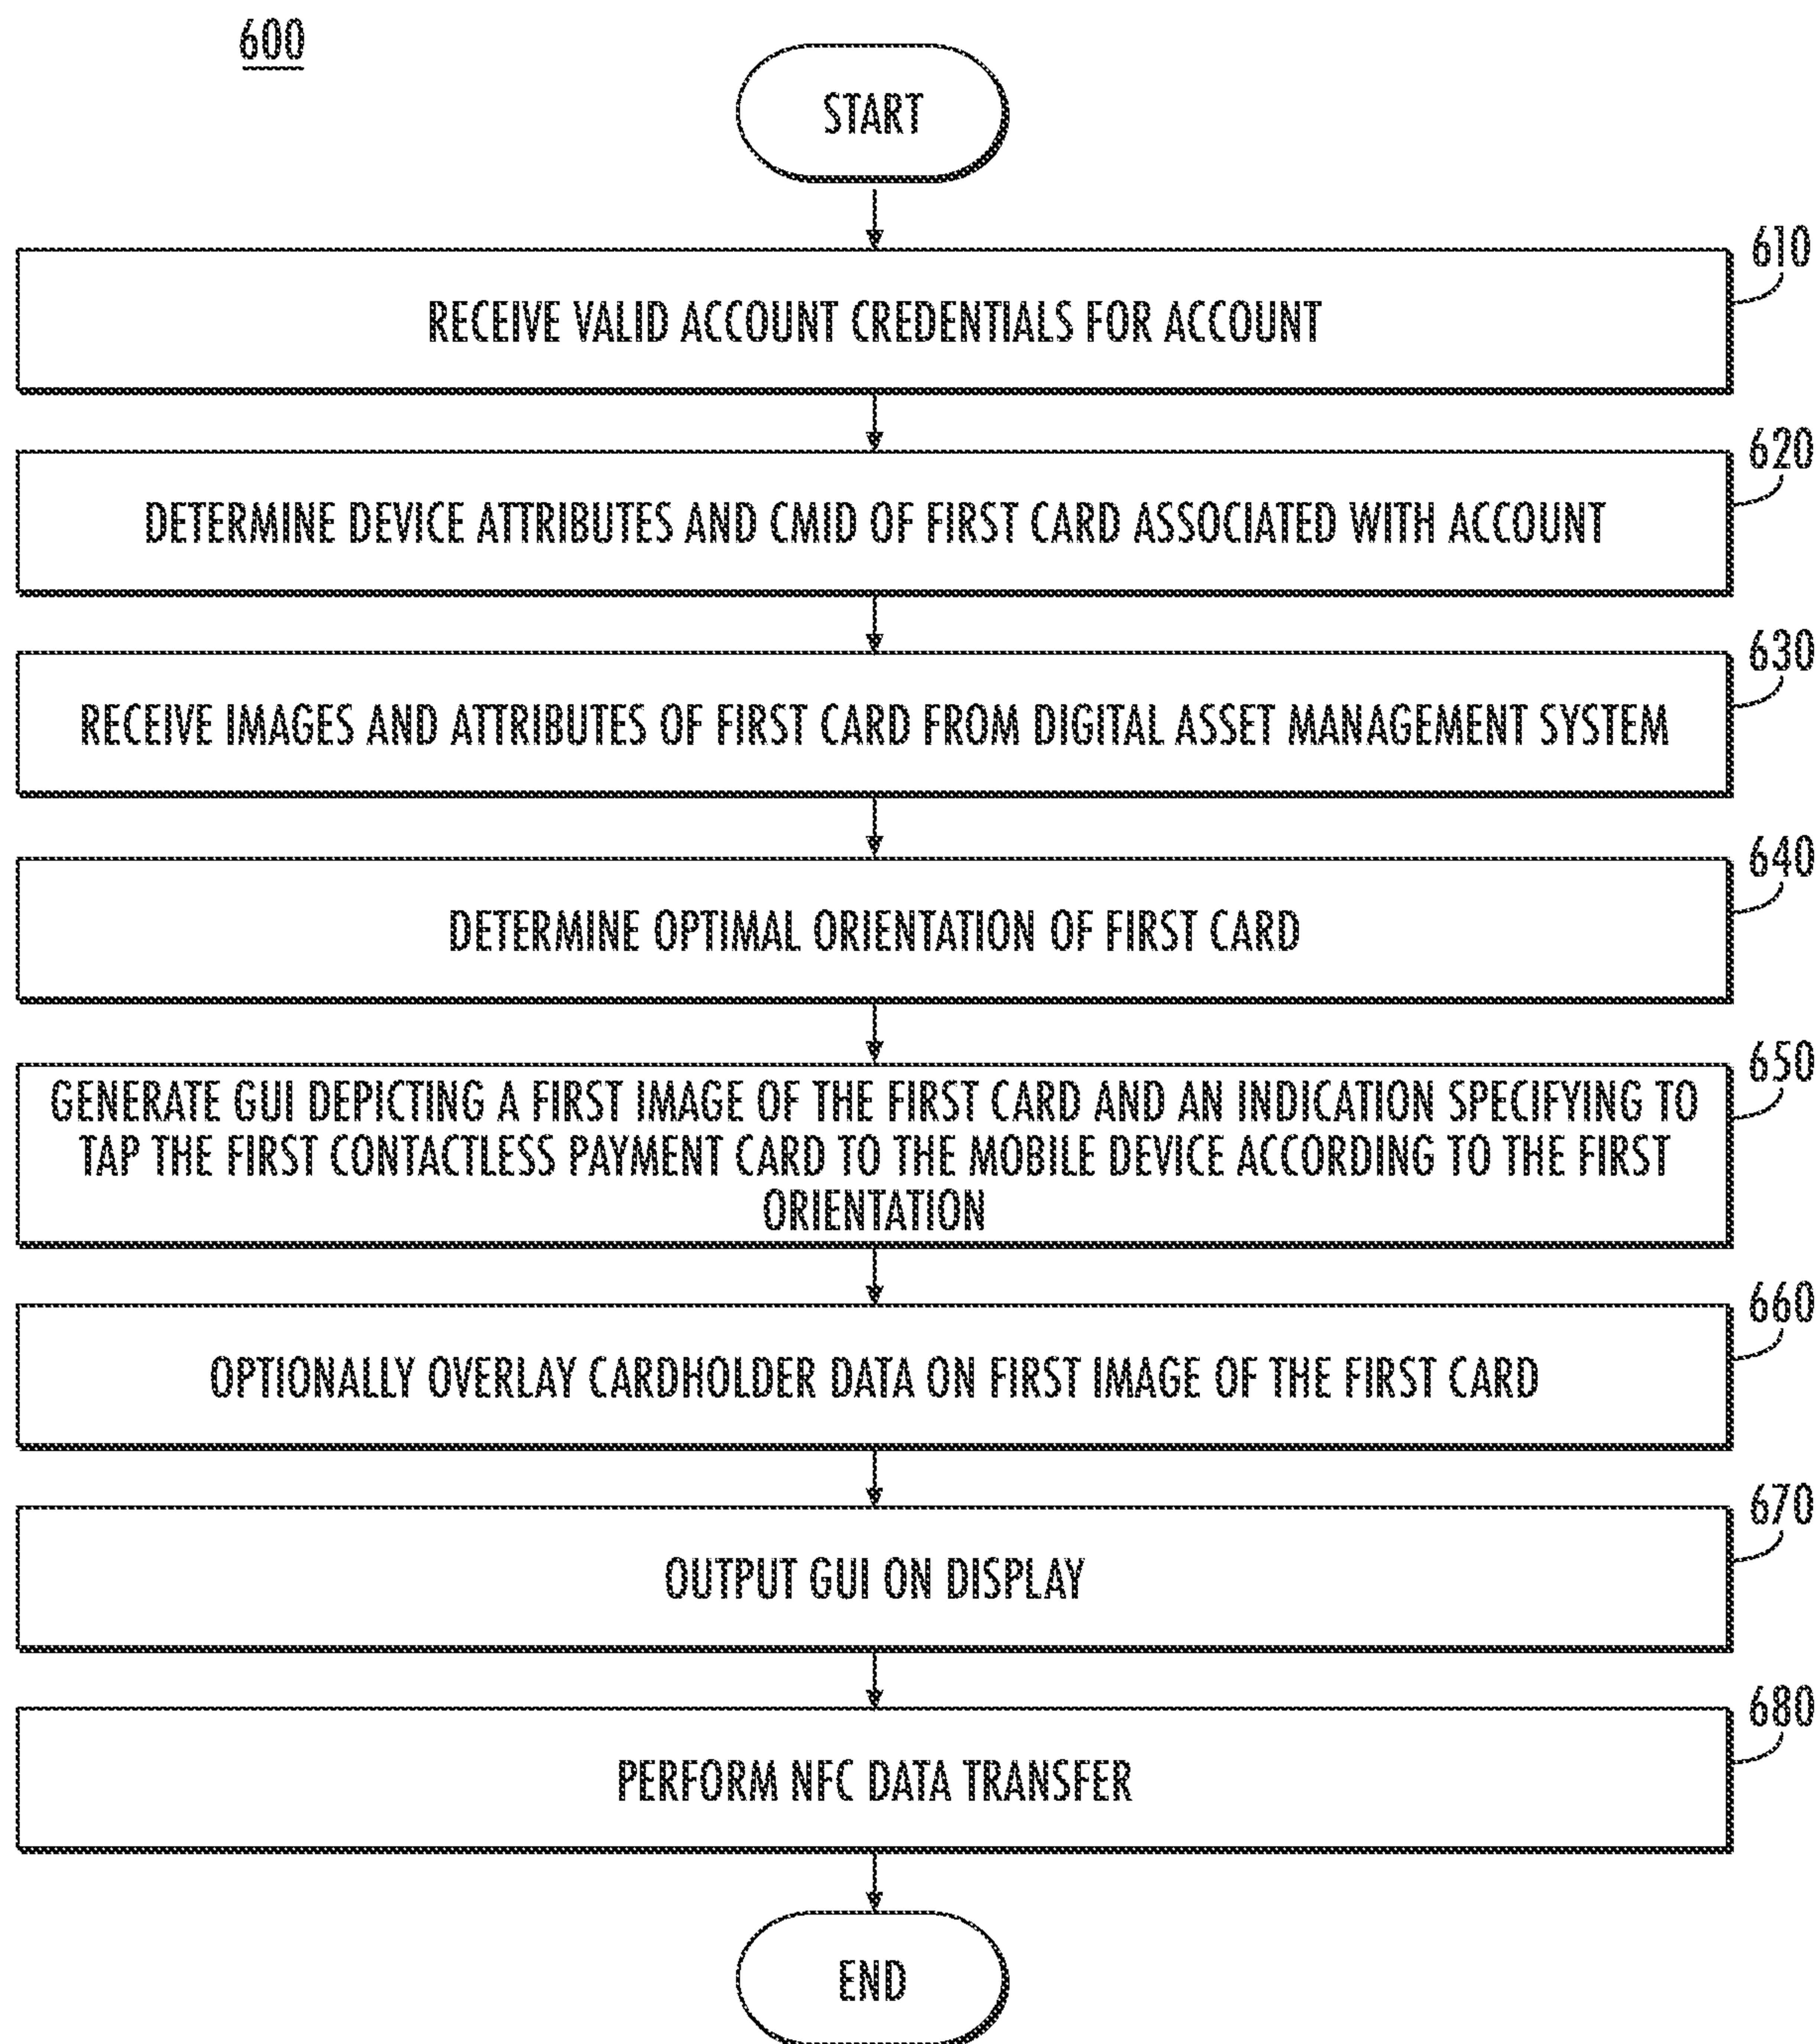 600
START
610
RECEIVE VALID ACCOUNT CREDENTIALS FOR ACCOUNT
620
DETERMINE DEVICE ATTRIBUTES AND CMID OF FIRST CARD ASSOCIATED WITH ACCOUNT
630
RECEIVE IMAGES AND ATTRIBUTES OF FIRST CARD FROM DIGITAL ASSET MANAGEMENT SYSTEM
640
DETERMINE OPTIMAL ORIENTATION OF FIRST CARD
650
GENERATE GUI DEPICTING A FIRST IMAGE OF THE FIRST CARD AND AN INDICATION SPECIFYING TO
TAP THE FIRST CONTACTLESS PAYMENT CARD TO THE MOBILE DEVICE ACCORDING TO THE FIRST
ORIENTATION
660
OPTIONALLY OVERLAY CARDHOLDER DATA ON FIRST IMAGE OF THE FIRST CARD
670
OUTPUT GUI ON DISPLAY
680
PERFORM NFC DATA TRANSFER
END